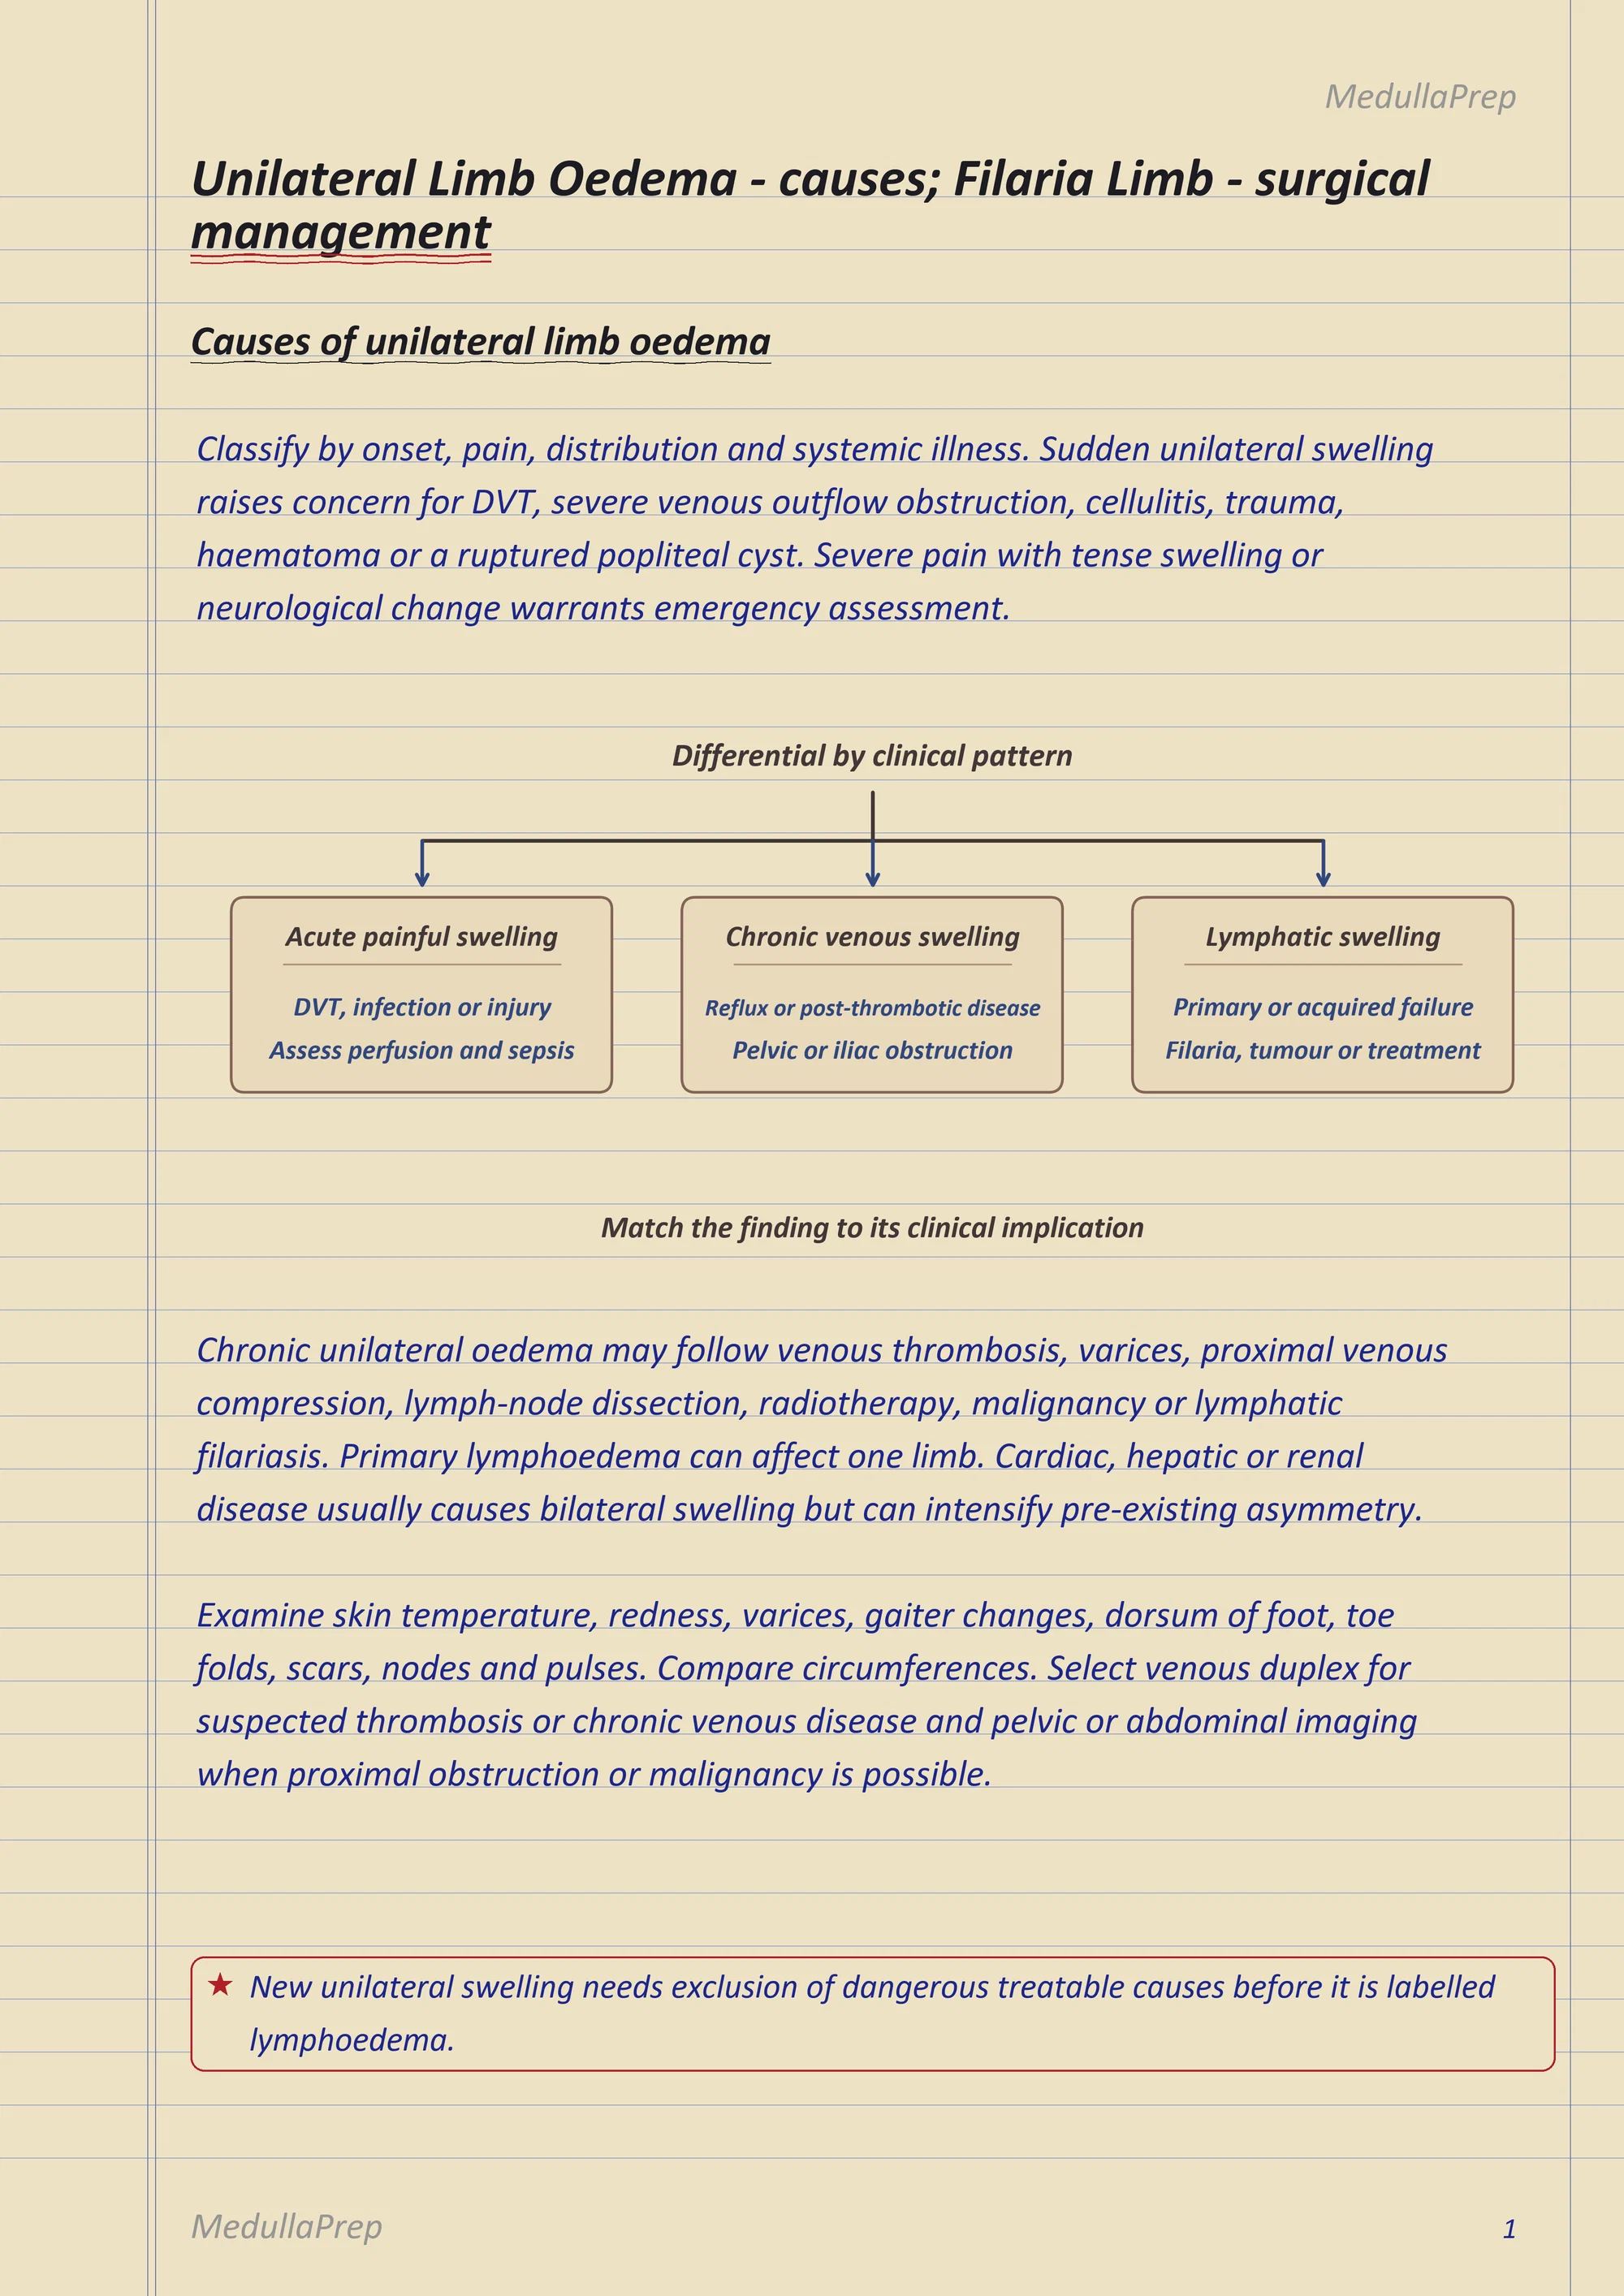 MedullaPrep
Unilateral Limb Oedema - causes; Filaria Limb - surgical
management
Causes of unilateral limb oedema
Classify by onset, pain, distribution and systemic illness. Sudden unilateral swelling
raises concern for DVT, severe venous outflow obstruction, cellulitis, trauma,
haematoma or a ruptured popliteal cyst. Severe pain with tense swelling or
neurological change warrants emergency assessment.
Differential by clinical pattern
Acute painful swelling
DVT, infection or injury
Assess perfusion and sepsis
Chronic venous swelling
Reflux or post-thrombotic disease
Pelvic or iliac obstruction
Lymphatic swelling
Primary or acquired failure
Filaria, tumour or treatment
Match the finding to its clinical implication
Chronic unilateral oedema may follow venous thrombosis, varices, proximal venous
compression, lymph-node dissection, radiotherapy, malignancy or lymphatic
filariasis. Primary lymphoedema can affect one limb. Cardiac, hepatic or renal
disease usually causes bilateral swelling but can intensify pre-existing asymmetry.
Examine skin temperature, redness, varices, gaiter changes, dorsum of foot, toe
folds, scars, nodes and pulses. Compare circumferences. Select venous duplex for
suspected thrombosis or chronic venous disease and pelvic or abdominal imaging
when proximal obstruction or malignancy is possible.
★ New unilateral swelling needs exclusion of dangerous treatable causes before it is labelled
lymphoedema.
MedullaPrep
1